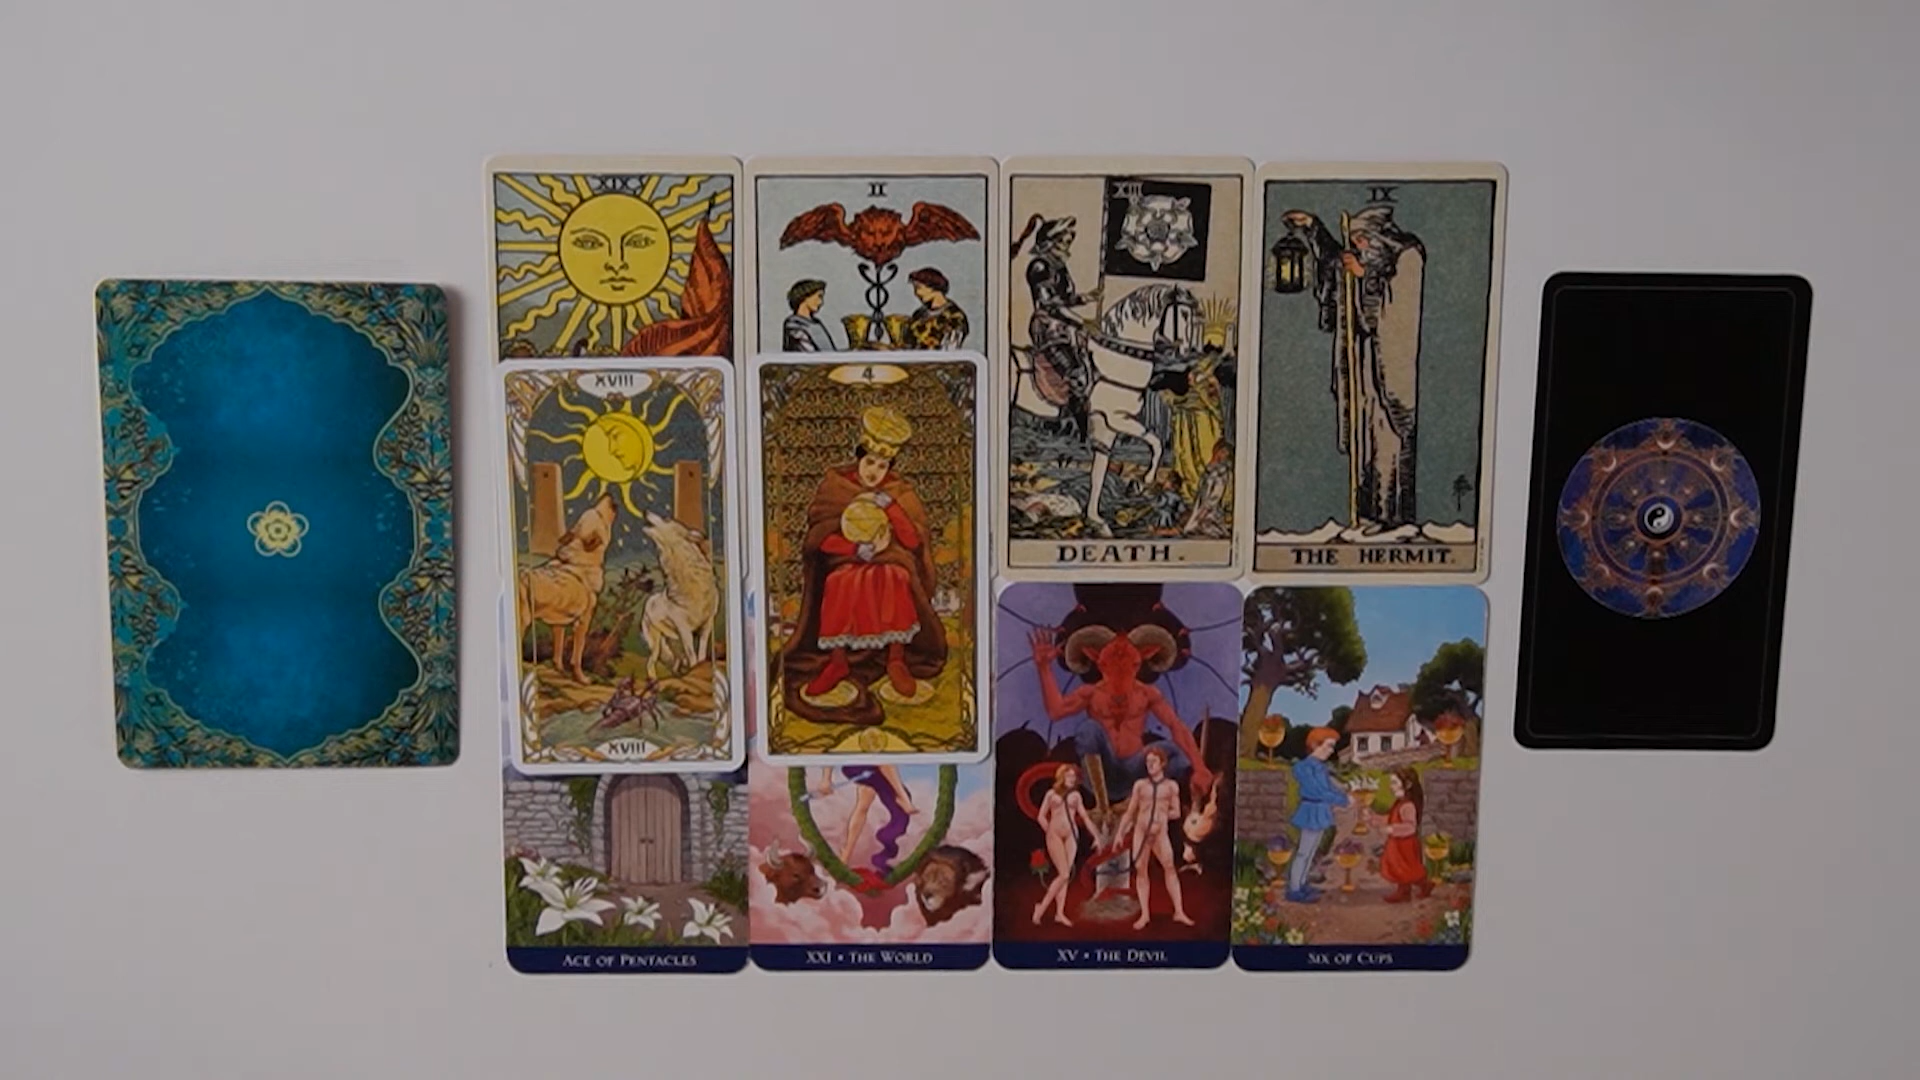 XIX
II
XIII
IX
XVIII
4
DEATH.
THE HERMIT.
XVIII
ACE OF PENTACLES
XXI • THE WORLD
XV • THE DEVIL
SIX OF CUPS